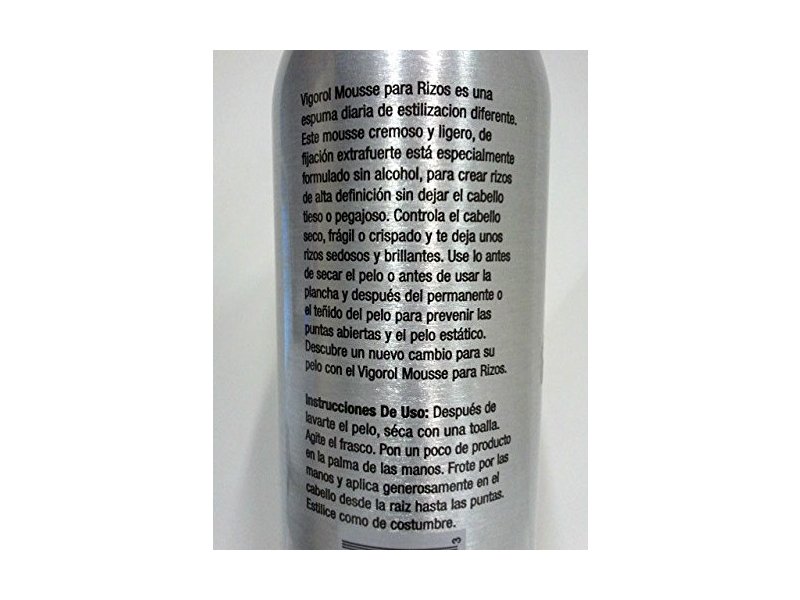 Vigorol Mousse para Rizos es una
espuma diaria de estilizacion diferente.
Este mousse cremoso y ligero, de
fijación extrafuerte está especialmente
formulado sin alcohol, para crear rizos
de alta definición sin dejar el cabello
tieso o pegajoso. Controla el cabello
seco, frágil o crispado y te deja unos
rizos sedosos y brillantes. Use lo antes
de secar el pelo o antes de usar la
plancha y después del permanente o
el teñido del pelo para prevenir las
puntas abiertas y el pelo estático.
Descubre un nuevo cambio para su
pelo con el Vigorol Mousse para Rizos.
Instrucciones De Uso: Después de
lavarte el pelo, séca con una toalla.
Agite el frasco. Pon un poco de producto
en la palma de las manos. Frote por las
manos y aplica generosamente en el
cabello desde la raiz hasta las puntas.
Estilice como de costumbre.
3